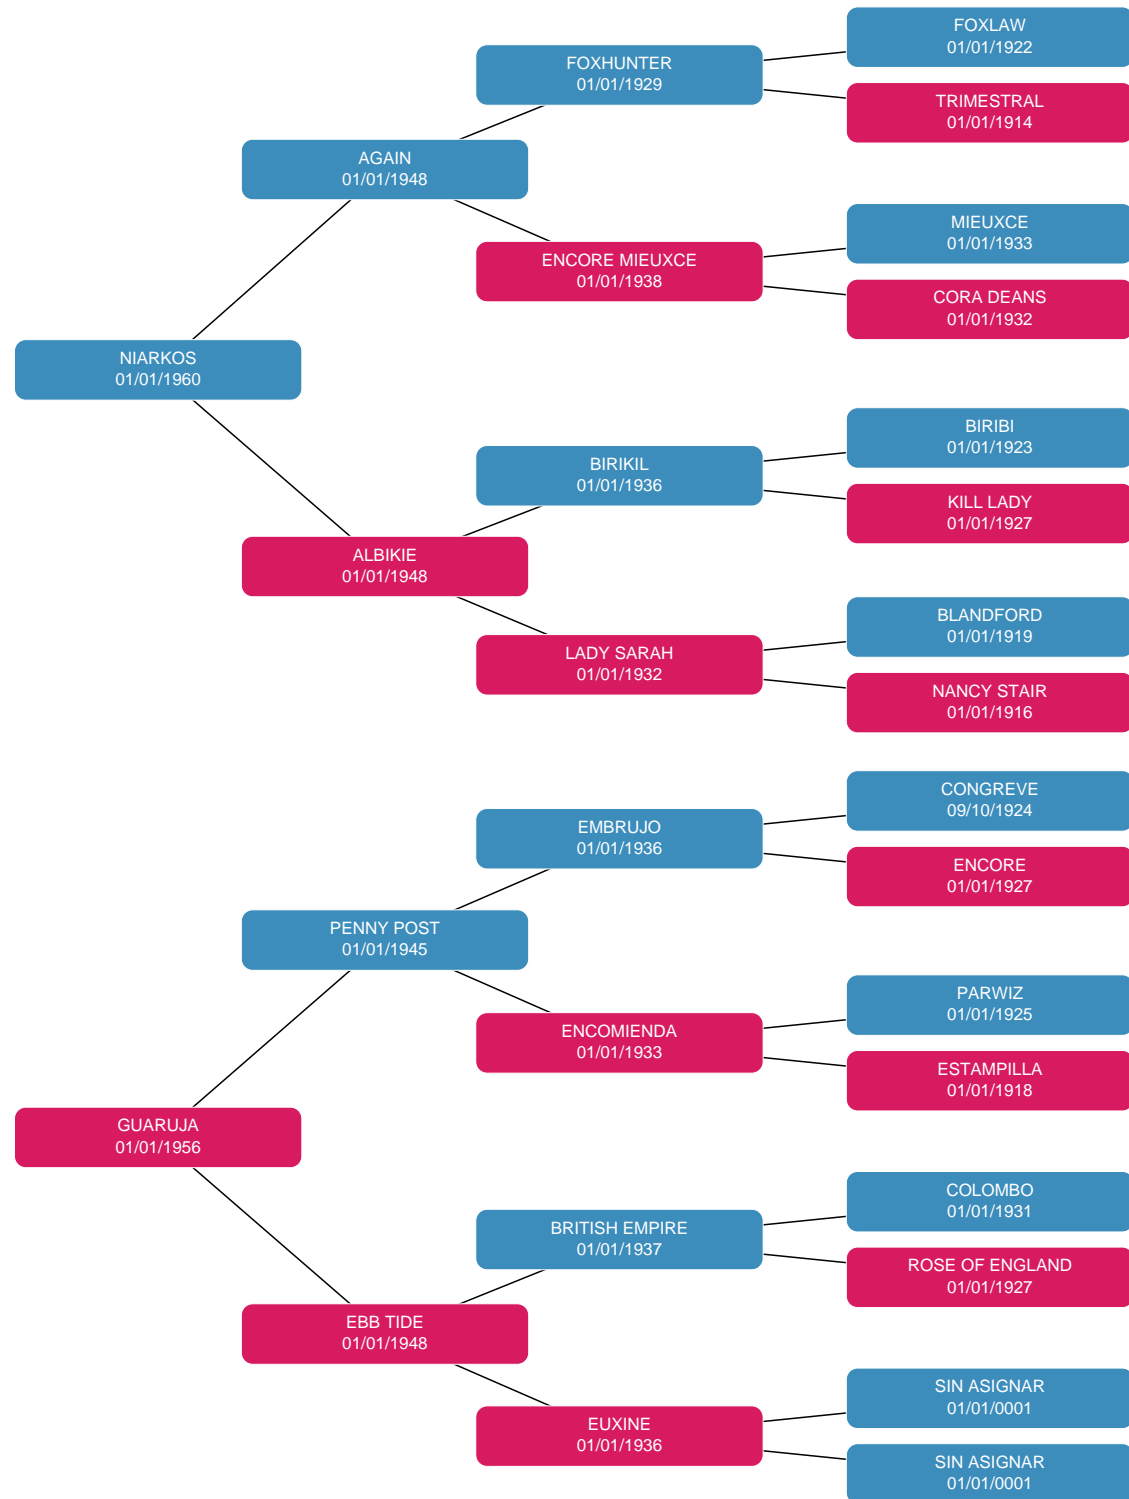 FOXLAW
01/01/1922
FOXHUNTER
01/01/1929
TRIMESTRAL
01/01/1914
AGAIN
01/01/1948
MIEUXCE
01/01/1933
ENCORE MIEUXCE
01/01/1938
CORA DEANS
01/01/1932
NIARKOS
01/01/1960
BIRIBI
01/01/1923
BIRIKIL
01/01/1936
KILL LADY
01/01/1927
ALBIKIE
01/01/1948
BLANDFORD
01/01/1919
LADY SARAH
01/01/1932
NANCY STAIR
01/01/1916
CONGREVE
09/10/1924
EMBRUJO
01/01/1936
ENCORE
01/01/1927
PENNY POST
01/01/1945
PARWIZ
01/01/1925
ENCOMIENDA
01/01/1933
ESTAMPILLA
01/01/1918
GUARUJA
01/01/1956
COLOMBO
01/01/1931
BRITISH EMPIRE
01/01/1937
ROSE OF ENGLAND
01/01/1927
EBB TIDE
01/01/1948
SIN ASIGNAR
01/01/0001
EUXINE
01/01/1936
SIN ASIGNAR
01/01/0001